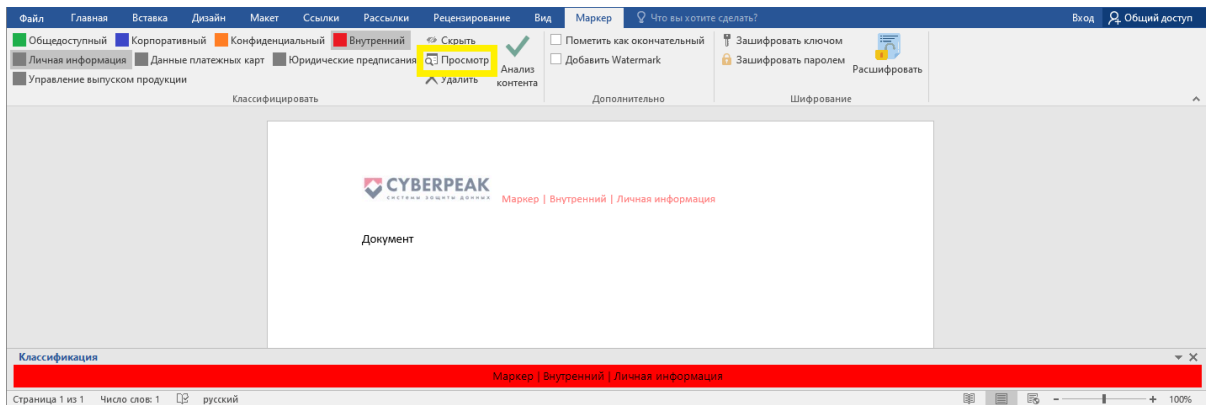 Файл Главная Вставка Дизайн Макет Ссылки Рассылки Рецензирование Вид Маркер Что вы хотите сделать? Вход Общий доступ
Общедоступный Корпоративный Конфиденциальный Внутренний Скрыть
Личная информация Данные платежных карт Юридические предписания Просмотр
Управление выпуском продукции Удалить
Анализ
контента
Классифицировать
Пометить как окончательный
Добавить Watermark
Дополнительно
Зашифровать ключом
Зашифровать паролем
Расшифровать
Шифрование
CYBERPEAK
системы защиты данных
Маркер | Внутренний | Личная информация
Документ
Классификация
Маркер | Внутренний | Личная информация
Страница 1 из 1 Число слов: 1 русский 100%